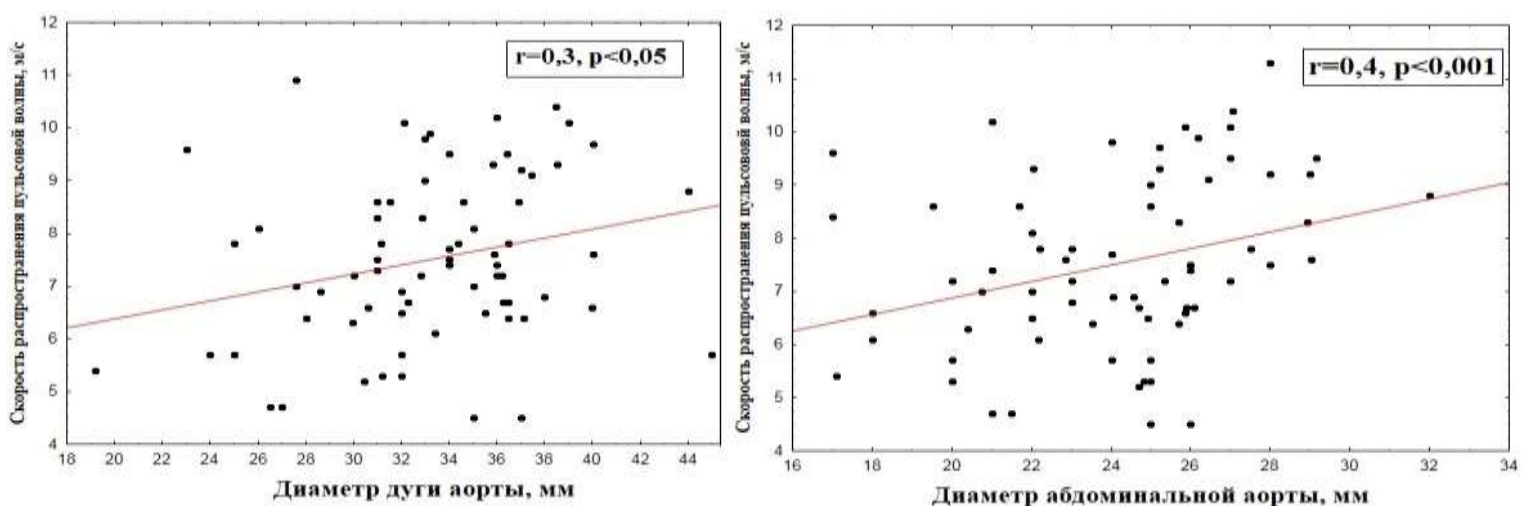 Скорость распространения пульсовой волны, м/с
12
11
10
9
8
7
6
5
4
r=0,3, p<0,05
18 20 22 24 26 28 30 32 34 36 38 40 42 44
Диаметр дуги аорты, мм
Скорость распространения пульсововй волны, м/с
12
11
10
9
8
7
6
5
4
r=0,4, p<0,001
16 18 20 22 24 26 28 30 32 34
Диаметр абдоминальной аорты, мм